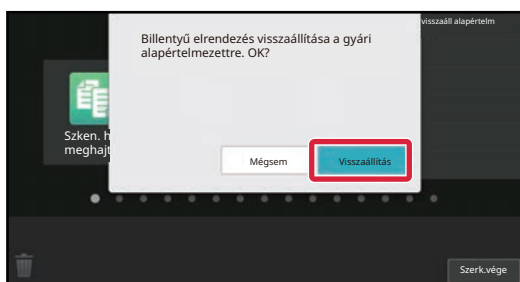 visszaáll alapértelm
Billentyű elrendezés visszaállítása a gyári
alapértelmezettre. OK?
Szken. h
meghajt
Mégsem
Visszaállítás
Szerk.vége